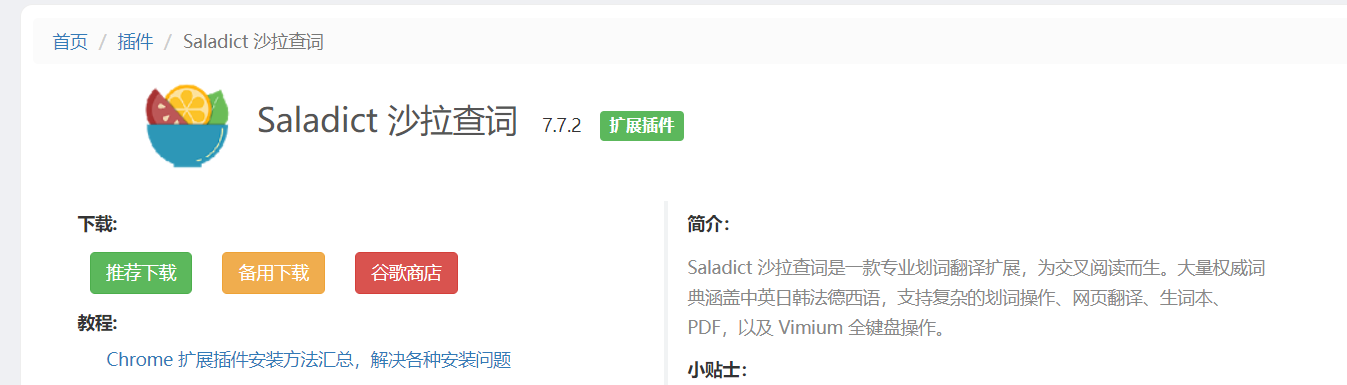 首页 / 插件 / Saladict 沙拉查词
Saladict 沙拉查词 7.7.2 扩展插件
下载:
推荐下载 备用下载 谷歌商店
教程:
Chrome 扩展插件安装方法汇总，解决各种安装问题
简介:
Saladict 沙拉查词是一款专业划词翻译扩展，为交叉阅读而生。大量权威词
典涵盖中英日韩法德西语，支持复杂的划词操作、网页翻译、生词本、
PDF，以及 Vimium 全键盘操作。
小贴士: